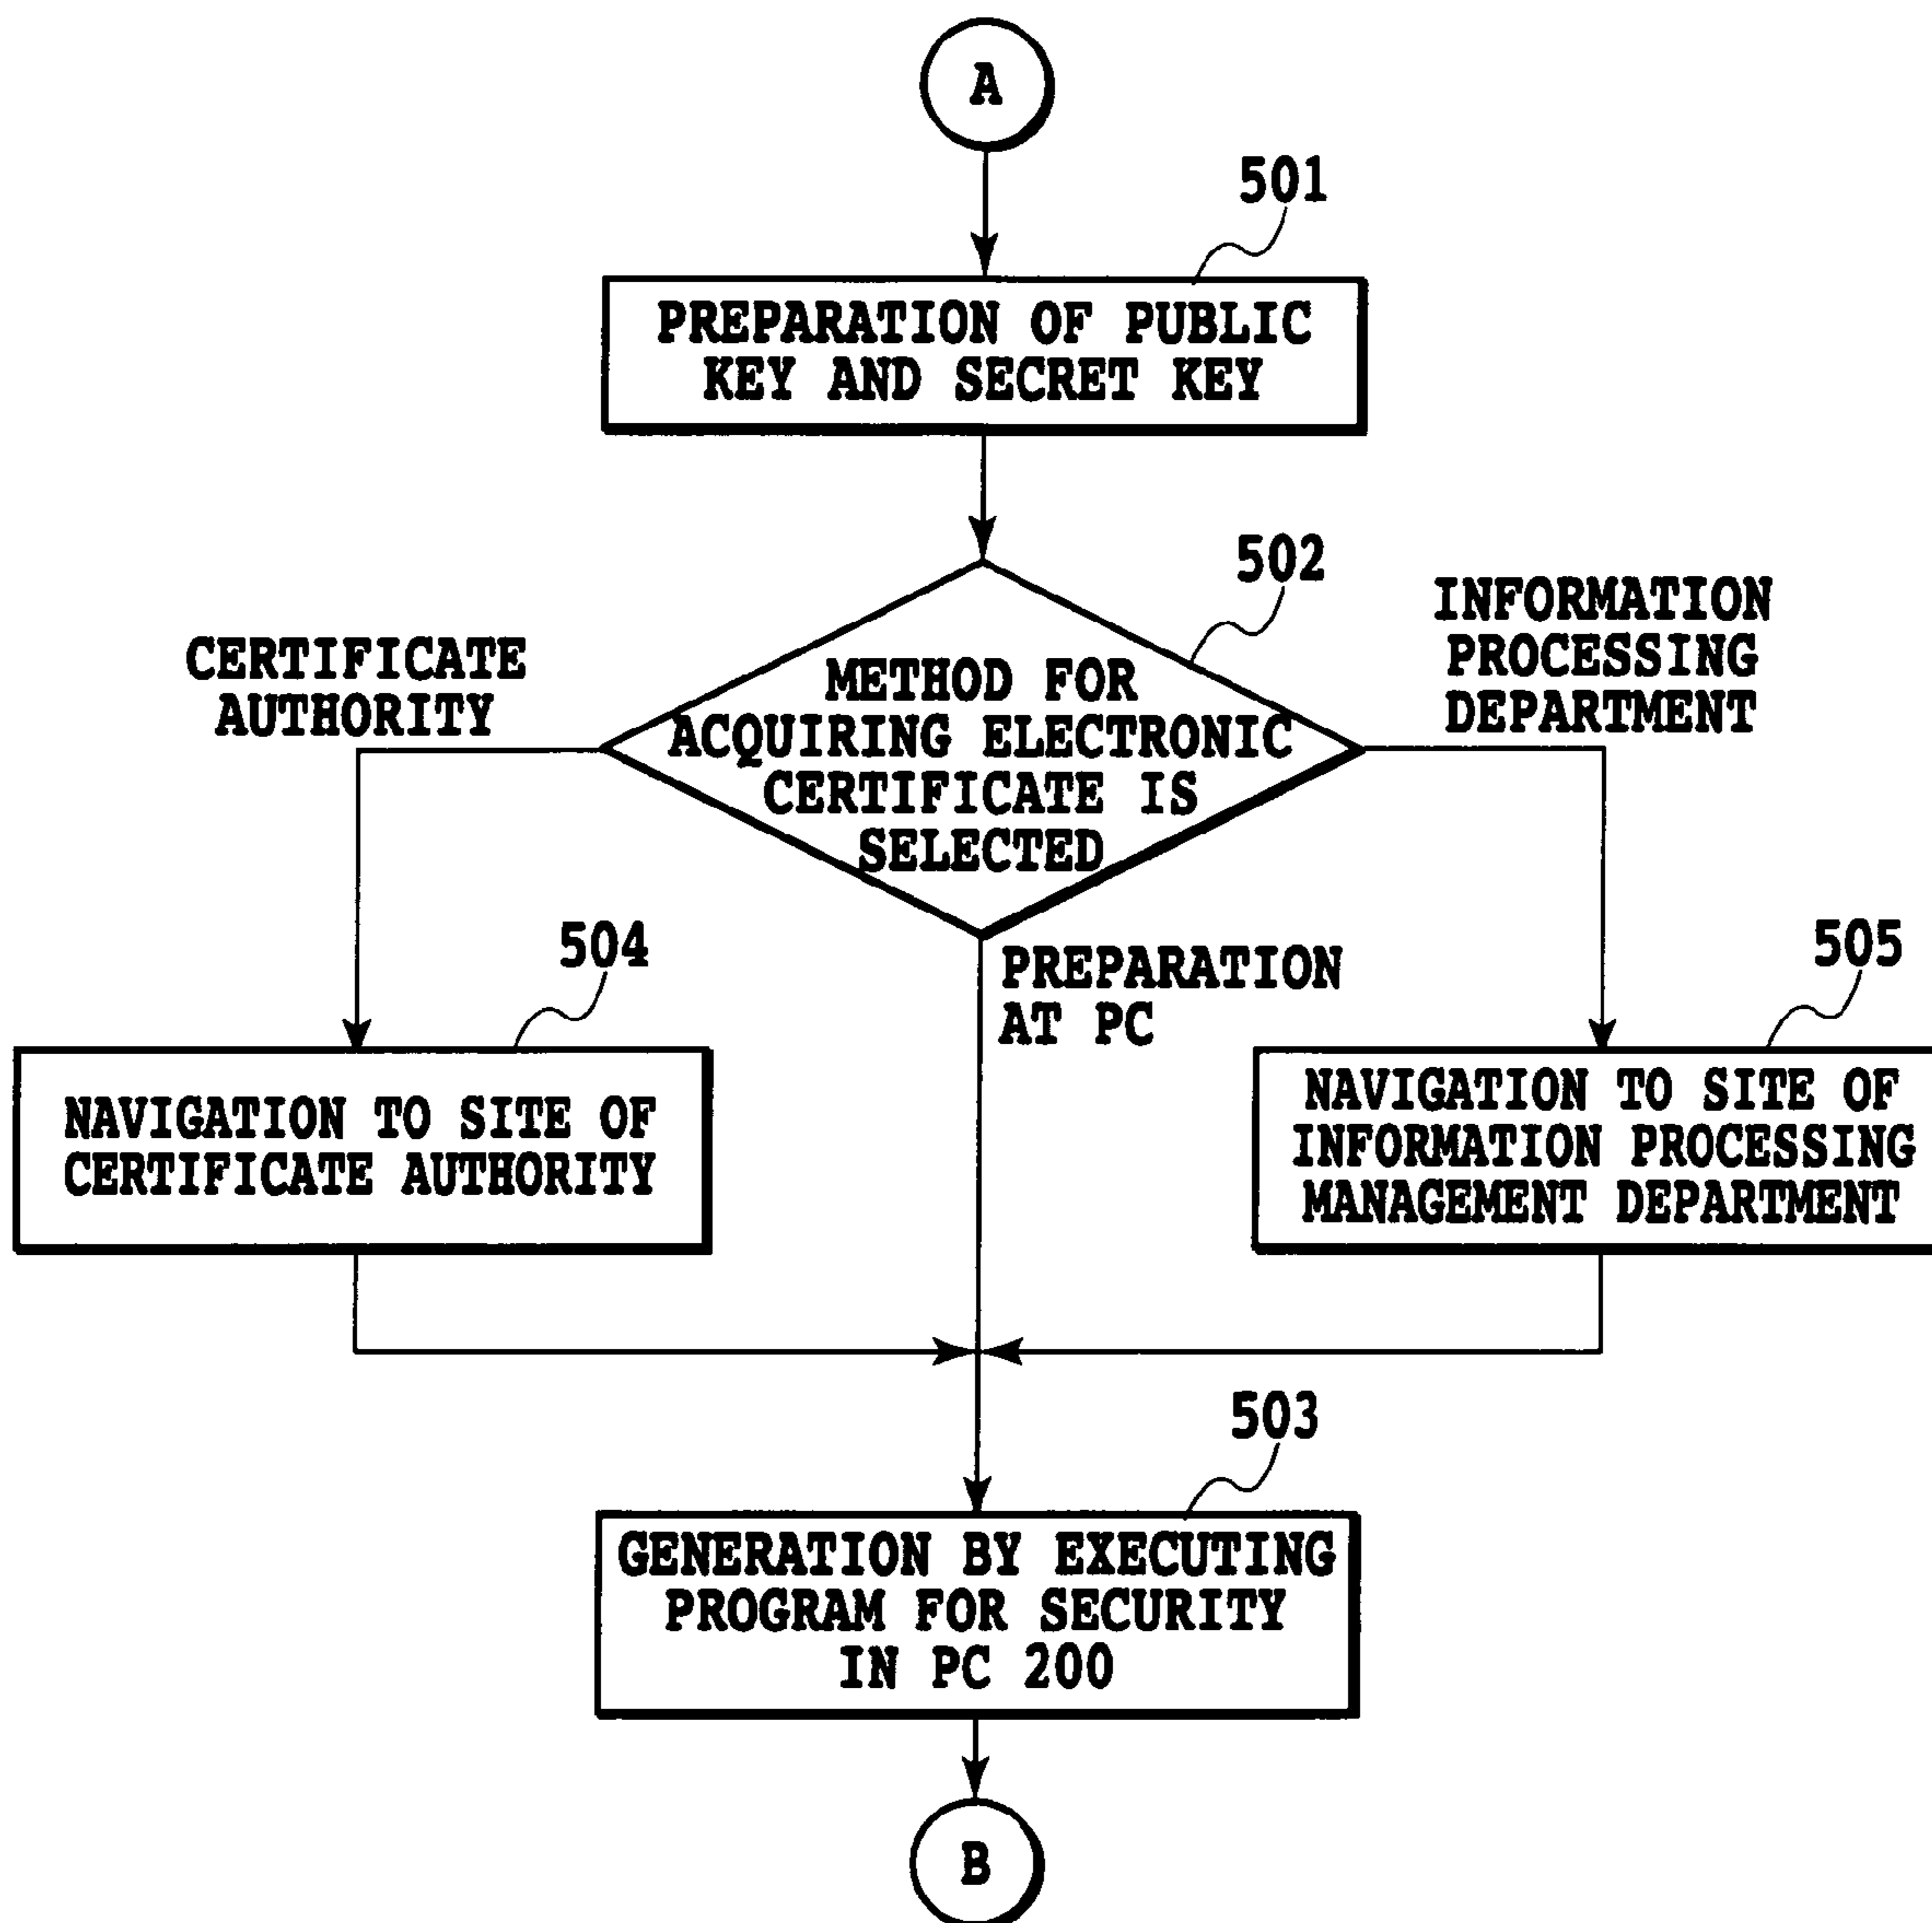 A
501
PREPARATION OF PUBLIC
KEY AND SECRET KEY
502
METHOD FOR
ACQUIRING ELECTRONIC
CERTIFICATE IS
SELECTED
CERTIFICATE
AUTHORITY
INFORMATION
PROCESSING
DEPARTMENT
PREPARATION
AT PC
504
NAVIGATION TO SITE OF
CERTIFICATE AUTHORITY
505
NAVIGATION TO SITE OF
INFORMATION PROCESSING
MANAGEMENT DEPARTMENT
503
GENERATION BY EXECUTING
PROGRAM FOR SECURITY
IN PC 200
B